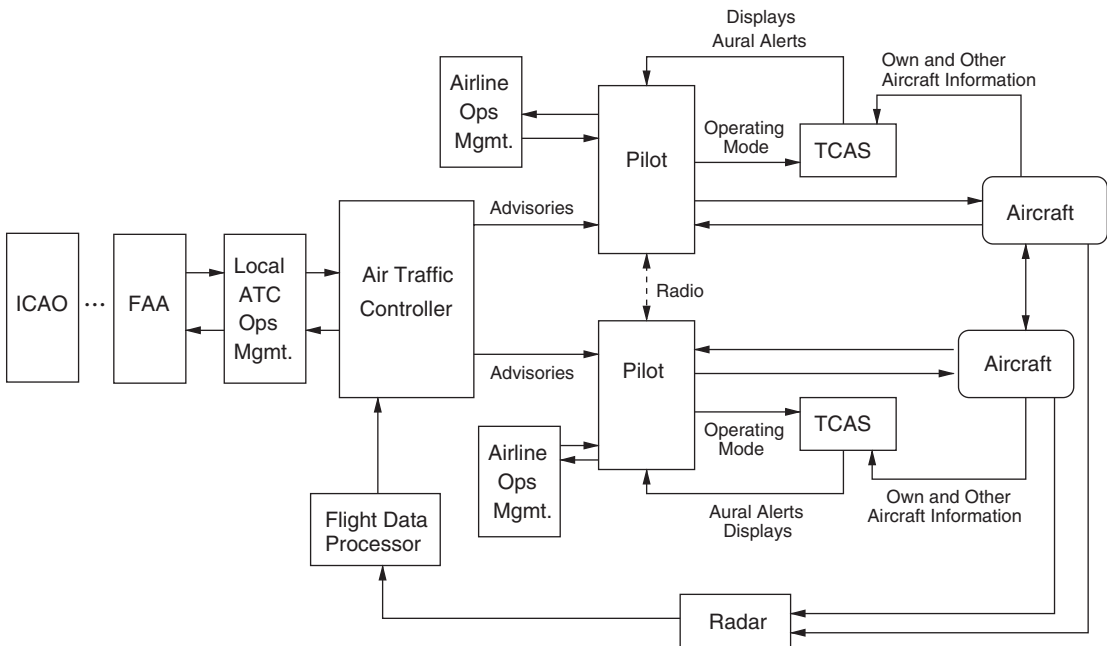 Displays
Aural Alerts
Own and Other
Aircraft Information
Airline
Ops
Mgmt.
Pilot
Operating
Mode
TCAS
Aircraft
Advisories
ICAO
...
FAA
Local
ATC
Ops
Mgmt.
Air Traffic
Controller
Radio
Advisories
Pilot
Aircraft
Operating
Mode
TCAS
Airline
Ops
Mgmt.
Aural Alerts
Displays
Own and Other
Aircraft Information
Flight Data
Processor
Radar